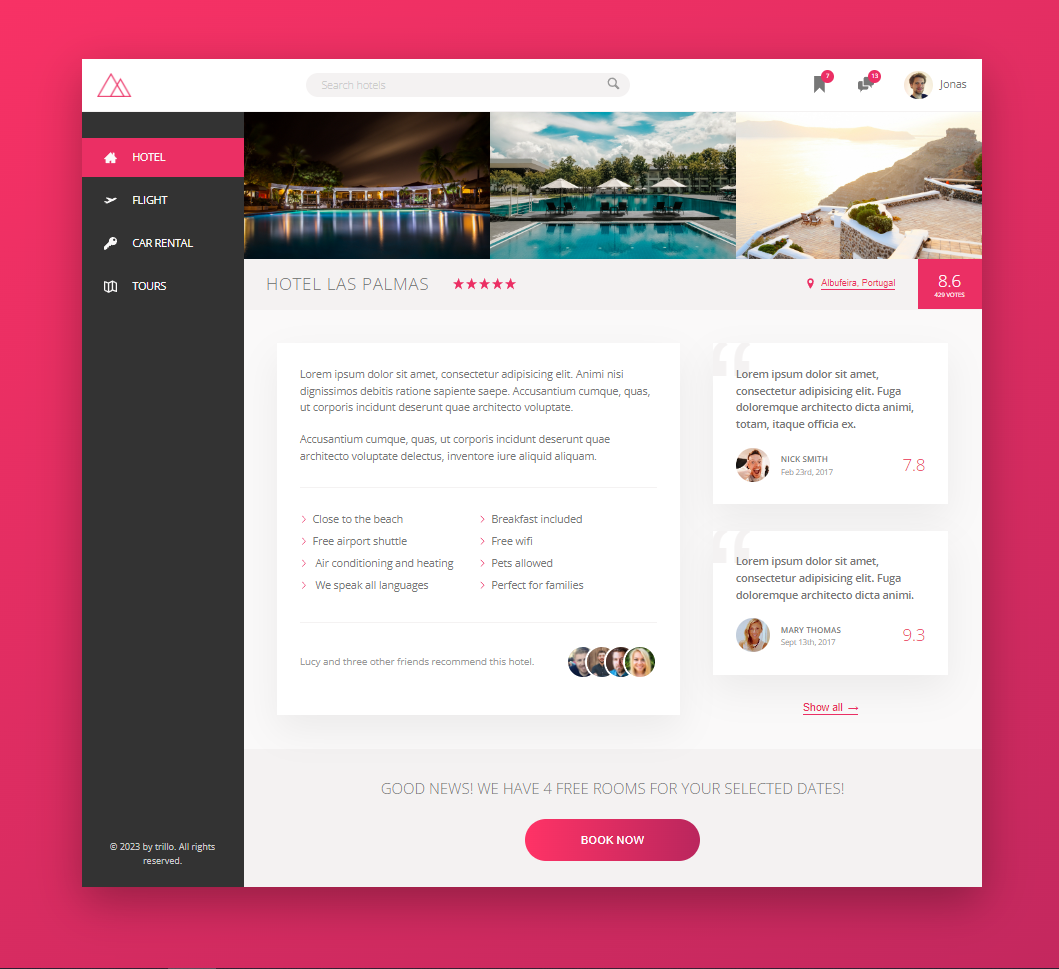 Search hotels
7
13
Jonas
HOTEL
FLIGHT
CAR RENTAL
TOURS
© 2023 by trillo. All rights
reserved.
HOTEL LAS PALMAS
Albufeira, Portugal
8.6
429 VOTES
Lorem ipsum dolor sit amet, consectetur adipisicing elit. Animi nisi
dignissimos debitis ratione sapiente saepe. Accusantium cumque, quas,
ut corporis incidunt deserunt quae architecto voluptate.
Accusantium cumque, quas, ut corporis incidunt deserunt quae
architecto voluptate delectus, inventore iure aliquid aliquam.
Close to the beach
Breakfast included
Free airport shuttle
Free wifi
Air conditioning and heating
Pets allowed
We speak all languages
Perfect for families
Lucy and three other friends recommend this hotel.
“
Lorem ipsum dolor sit amet,
consectetur adipisicing elit. Fuga
doloremque architecto dicta animi,
totam, itaque officia ex.
NICK SMITH
Feb 23rd, 2017
7.8
“
Lorem ipsum dolor sit amet,
consectetur adipisicing elit. Fuga
doloremque architecto dicta animi.
MARY THOMAS
Sept 13th, 2017
9.3
Show all →
GOOD NEWS! WE HAVE 4 FREE ROOMS FOR YOUR SELECTED DATES!
BOOK NOW